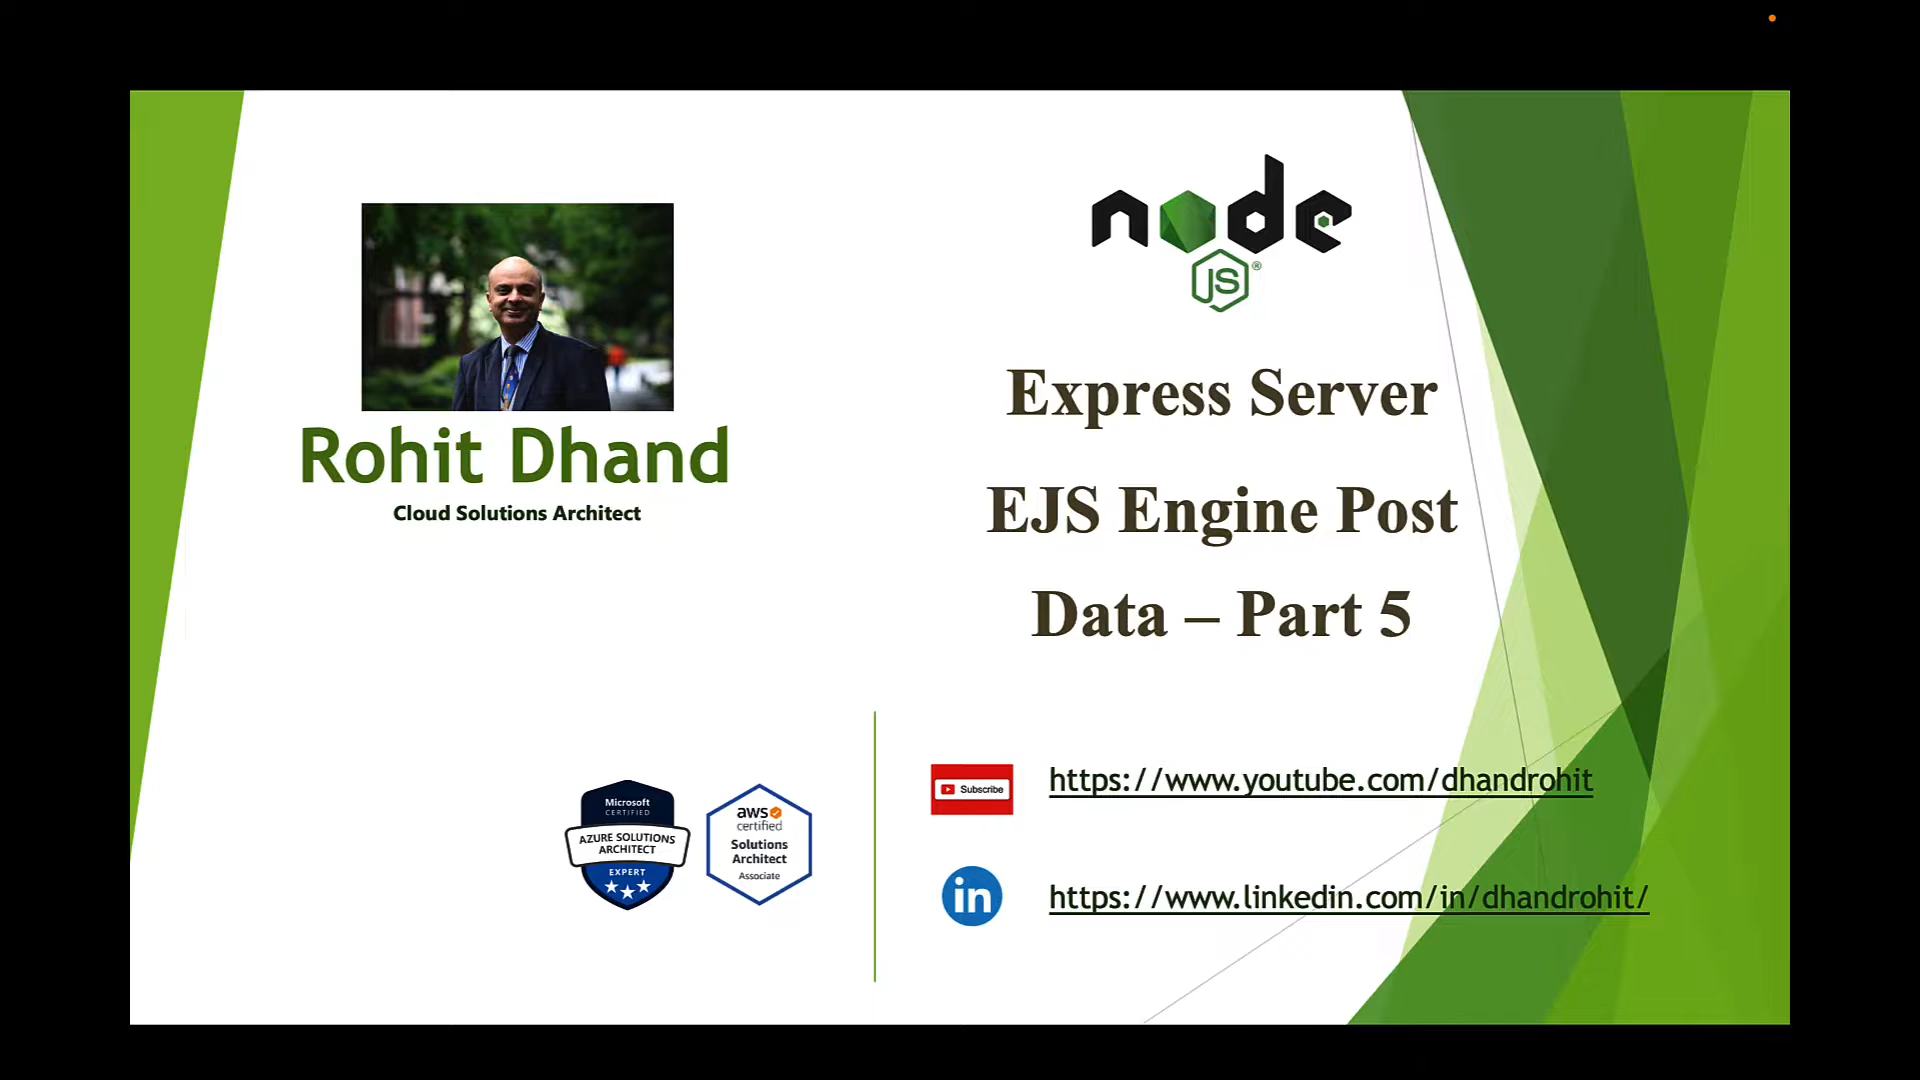 node
JS
®
Rohit Dhand
Cloud Solutions Architect
Express Server
EJS Engine Post
Data – Part 5
Microsoft
CERTIFIED
AZURE SOLUTIONS
ARCHITECT
EXPERT
aws
certified
Solutions
Architect
Associate
Subscribe
https://www.youtube.com/dhandrohit
in
https://www.linkedin.com/in/dhandrohit/